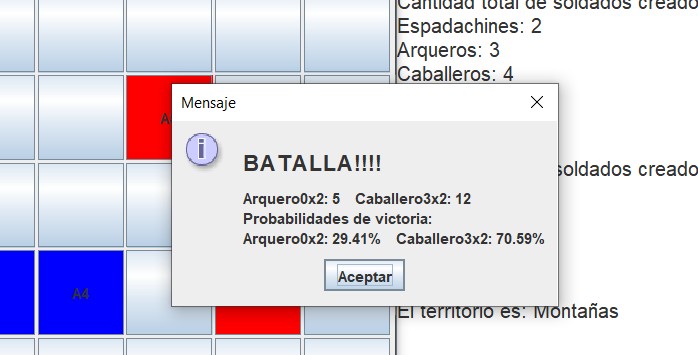 Cantidad total de soldados creado
Espadachines: 2
Arqueros: 3
Caballeros: 4
Mensaje
BATALLA!!!!
Arquero0x2: 5 Caballero3x2: 12
Probabilidades de victoria:
Arquero0x2: 29.41% Caballero3x2: 70.59%
Aceptar
soldados creado
A4
El territorio es: Montañas